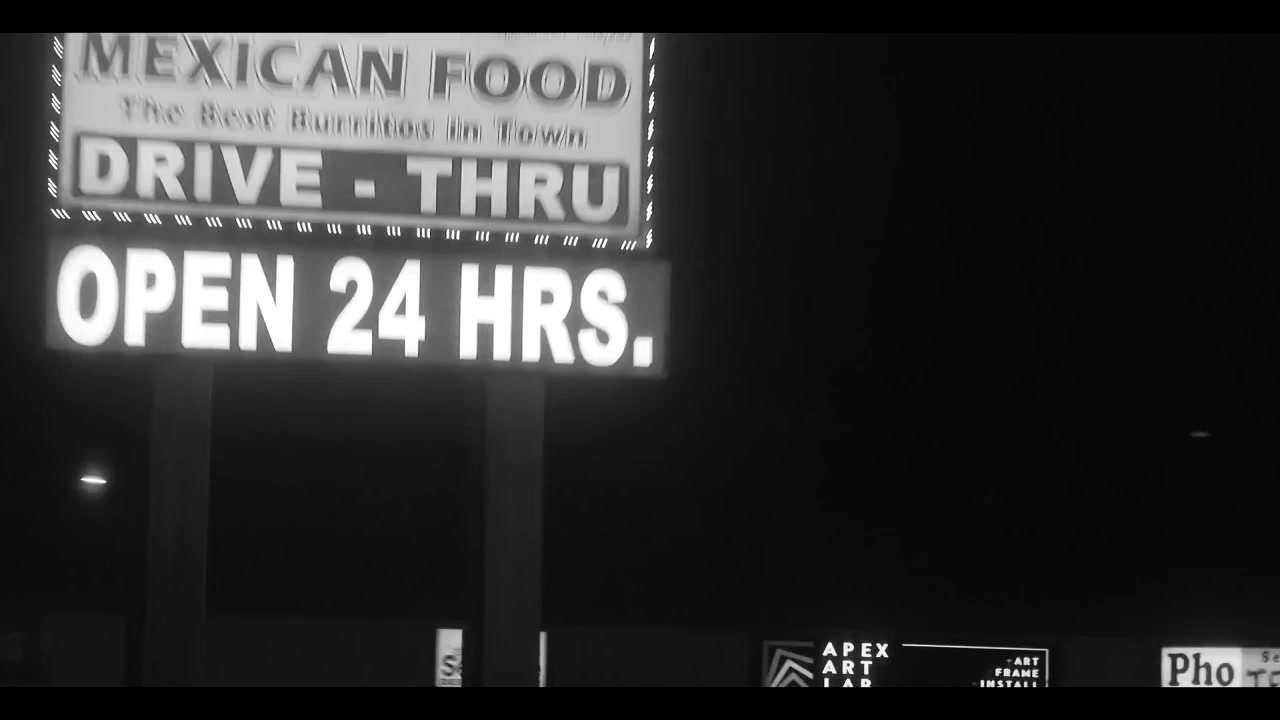 MEXICAN FOOD
The Best Burritos in Town
DRIVE - THRU
OPEN 24 HRS.
APEX
ART
LAB
ART
FRAME
INSTALL
Pho